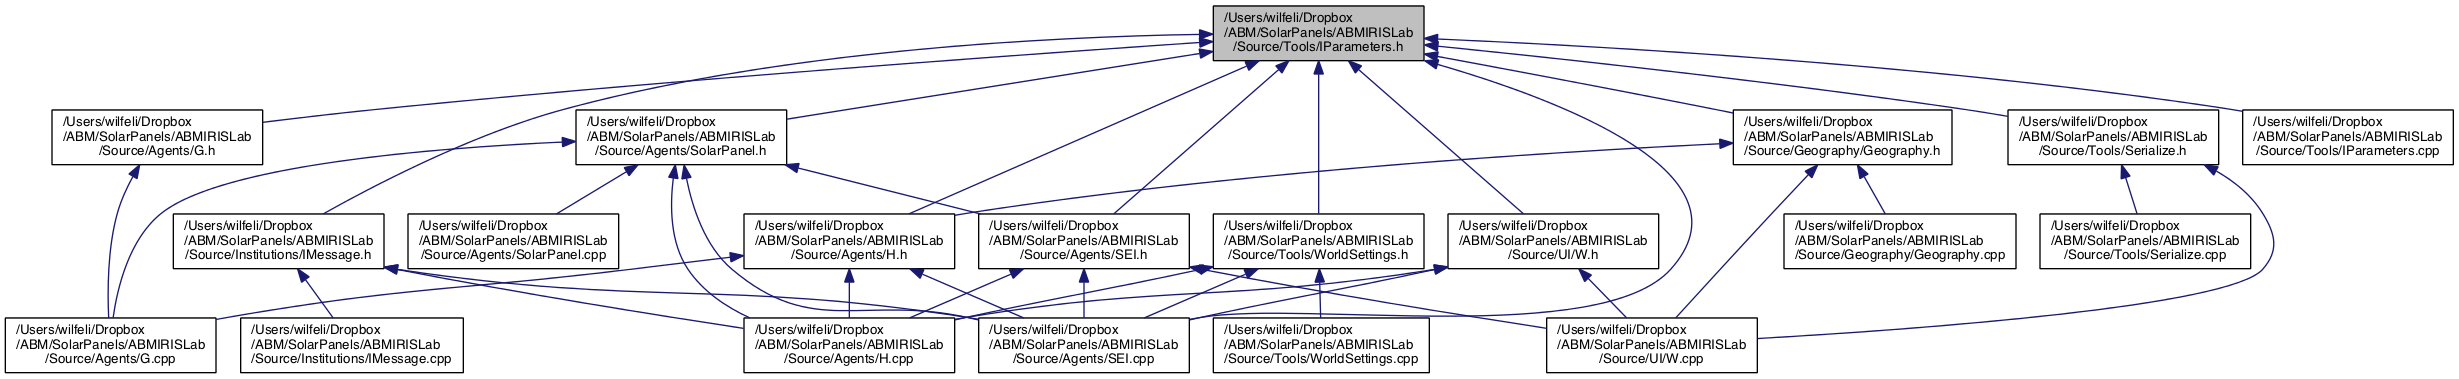 /Users/wilfeli/Dropbox
/ABM/SolarPanels/ABMIRISLab
/Source/Tools/IParameters.h
/Users/wilfeli/Dropbox
/ABM/SolarPanels/ABMIRISLab
/Source/Agents/G.h
/Users/wilfeli/Dropbox
/ABM/SolarPanels/ABMIRISLab
/Source/Agents/SolarPanel.h
/Users/wilfeli/Dropbox
/ABM/SolarPanels/ABMIRISLab
/Source/Geography/Geography.h
/Users/wilfeli/Dropbox
/ABM/SolarPanels/ABMIRISLab
/Source/Tools/Serialize.h
/Users/wilfeli/Dropbox
/ABM/SolarPanels/ABMIRISLab
/Source/Tools/IParameters.cpp
/Users/wilfeli/Dropbox
/ABM/SolarPanels/ABMIRISLab
/Source/Institutions/IMessage.h
/Users/wilfeli/Dropbox
/ABM/SolarPanels/ABMIRISLab
/Source/Agents/SolarPanel.cpp
/Users/wilfeli/Dropbox
/ABM/SolarPanels/ABMIRISLab
/Source/Agents/H.h
/Users/wilfeli/Dropbox
/ABM/SolarPanels/ABMIRISLab
/Source/Agents/SEI.h
/Users/wilfeli/Dropbox
/ABM/SolarPanels/ABMIRISLab
/Source/Tools/WorldSettings.h
/Users/wilfeli/Dropbox
/ABM/SolarPanels/ABMIRISLab
/Source/UI/W.h
/Users/wilfeli/Dropbox
/ABM/SolarPanels/ABMIRISLab
/Source/Geography/Geography.cpp
/Users/wilfeli/Dropbox
/ABM/SolarPanels/ABMIRISLab
/Source/Tools/Serialize.cpp
/Users/wilfeli/Dropbox
/ABM/SolarPanels/ABMIRISLab
/Source/Agents/G.cpp
/Users/wilfeli/Dropbox
/ABM/SolarPanels/ABMIRISLab
/Source/Institutions/IMessage.cpp
/Users/wilfeli/Dropbox
/ABM/SolarPanels/ABMIRISLab
/Source/Agents/H.cpp
/Users/wilfeli/Dropbox
/ABM/SolarPanels/ABMIRISLab
/Source/Agents/SEI.cpp
/Users/wilfeli/Dropbox
/ABM/SolarPanels/ABMIRISLab
/Source/Tools/WorldSettings.cpp
/Users/wilfeli/Dropbox
/ABM/SolarPanels/ABMIRISLab
/Source/UI/W.cpp